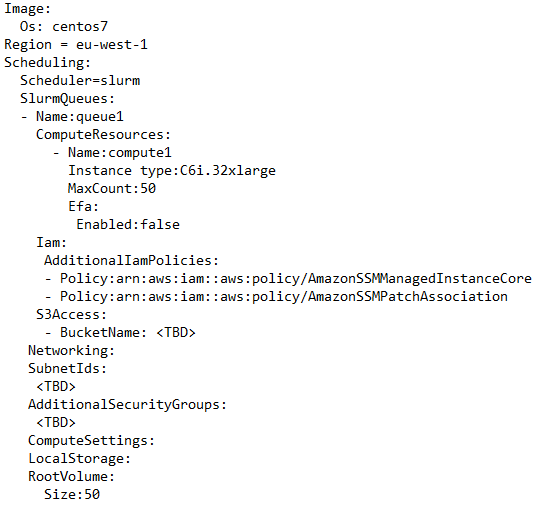 Image:
  Os: centos7
Region = eu-west-1
Scheduling:
  Scheduler=slurm
  SlurmQueues:
  - Name:queue1
    ComputeResources:
      - Name:compute1
        Instance type:C6i.32xlarge
        MaxCount:50
        Efa:
         Enabled:false
    Iam:
     AdditionalIamPolicies:
     - Policy:arn:aws:iam::aws:policy/AmazonSSMManagedInstanceCore
     - Policy:arn:aws:iam::aws:policy/AmazonSSMPatchAssociation
    S3Access:
     - BucketName: <TBD>
   Networking:
   SubnetIds:
    <TBD>
   AdditionalSecurityGroups:
    <TBD>
   ComputeSettings:
   LocalStorage:
   RootVolume:
     Size:50